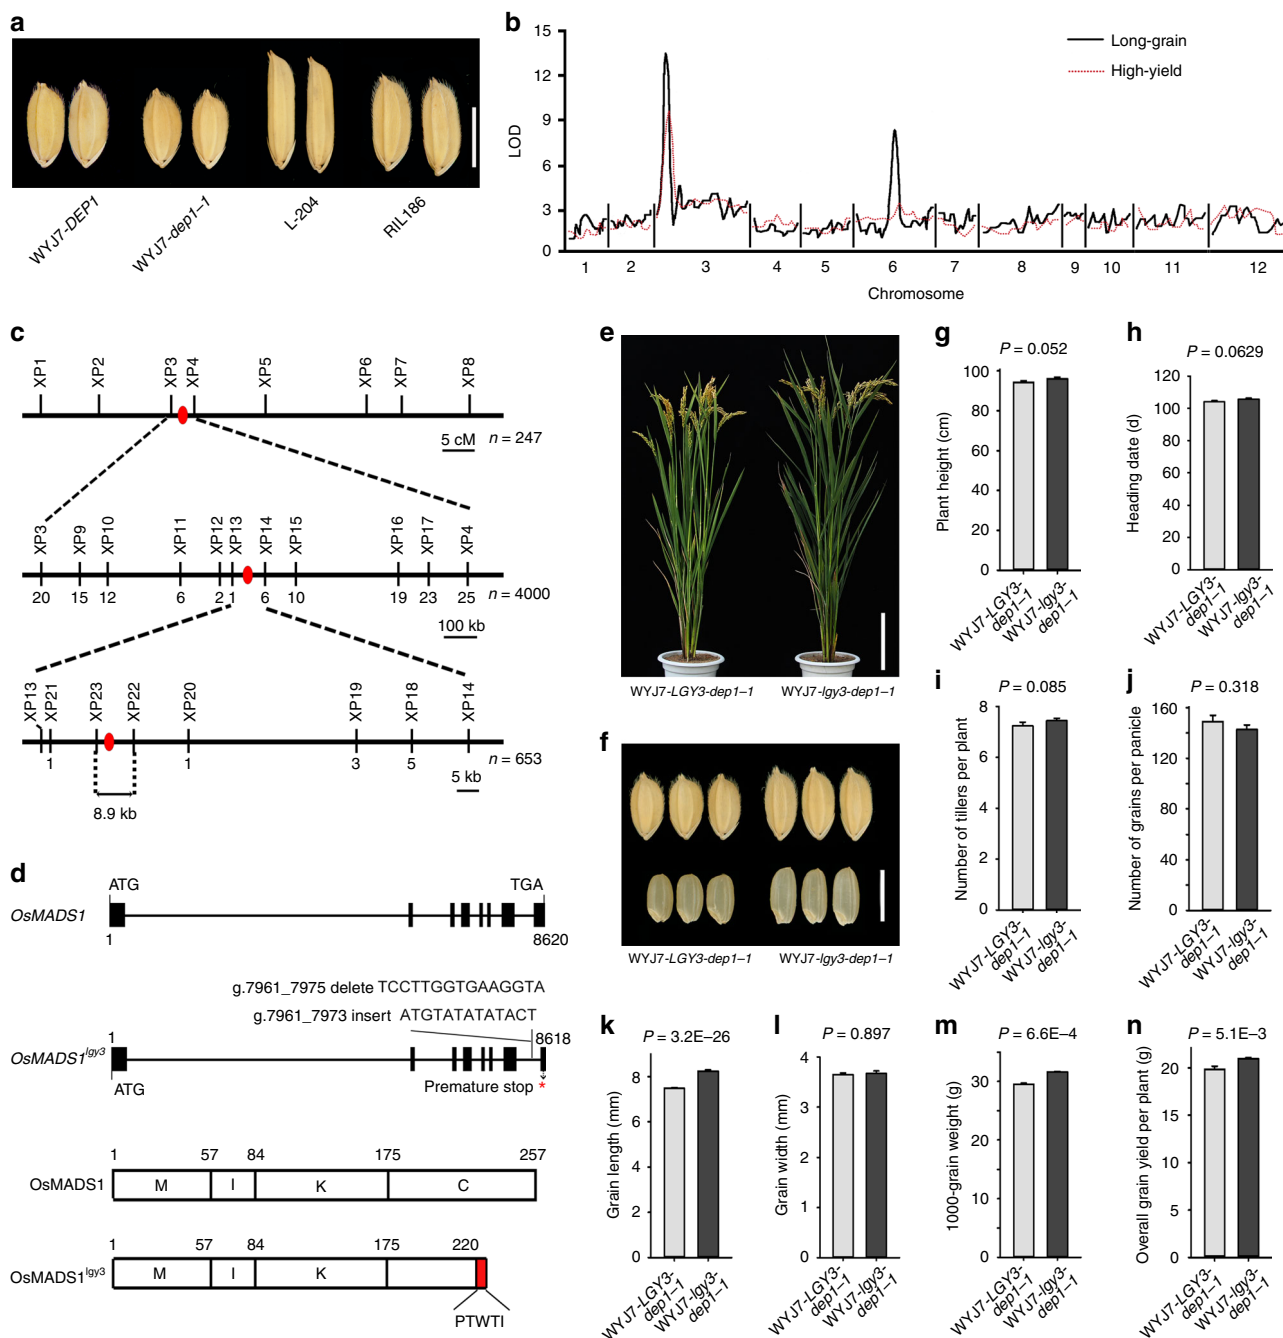 a
WYJ7-DEP1
WYJ7-dep1–1
L-204
RIL186
b
15
12
9
6
3
0
LOD
Long-grain
High-yield
1 2 3 4 5 6 7 8 9 10 11 12
Chromosome
c
XP1 XP2 XP3 XP4 XP5 XP6 XP7 XP8
5 cM
n = 247
XP3 XP9 XP10 XP11 XP12 XP13 XP14 XP15 XP16 XP17 XP4
20 15 12 6 2 1 6 10 19 23 25
n = 4000
100 kb
XP13 XP21 XP23 XP22 XP20 XP19 XP18 XP14
1 1 3 5
n = 653
5 kb
8.9 kb
d
ATG TGA
OsMADS1
1 8620
g.7961_7975 delete TCCTTGGTGAAGGTA
g.7961_7973 insert ATGTATATATACT
1 8618
OsMADS1lgy3
ATG
Premature stop *
1 57 84 175 257
OsMADS1 M I K C
1 57 84 175 220
OsMADS1lgy3 M I K
PTWTI
e
WYJ7-LGY3-dep1–1 WYJ7-lgy3-dep1–1
f
WYJ7-LGY3-dep1–1 WYJ7-lgy3-dep1–1
g
P = 0.052
100
80
60
40
20
0
Plant height (cm)
WYJ7-LGY3-
dep1–1
WYJ7-lgy3-
dep1–1
h
P = 0.0629
120
100
80
60
40
20
0
Heading date (d)
WYJ7-LGY3-
dep1–1
WYJ7-lgy3-
dep1–1
i
P = 0.085
8
6
4
2
0
Number of tillers per plant
WYJ7-LGY3-
dep1–1
WYJ7-lgy3-
dep1–1
j
P = 0.318
160
120
80
40
0
Number of grains per panicle
WYJ7-LGY3-
dep1–1
WYJ7-lgy3-
dep1–1
k
P = 3.2E–26
8
6
4
2
0
Grain length (mm)
WYJ7-LGY3-
dep1–1
WYJ7-lgy3-
dep1–1
l
P = 0.897
4
3
2
1
0
Grain width (mm)
WYJ7-LGY3-
dep1–1
WYJ7-lgy3-
dep1–1
m
P = 6.6E–4
30
20
10
0
1000-grain weight (g)
WYJ7-LGY3-
dep1–1
WYJ7-lgy3-
dep1–1
n
P = 5.1E–3
20
15
10
5
0
Overall grain yield per plant (g)
WYJ7-LGY3-
dep1–1
WYJ7-lgy3-
dep1–1